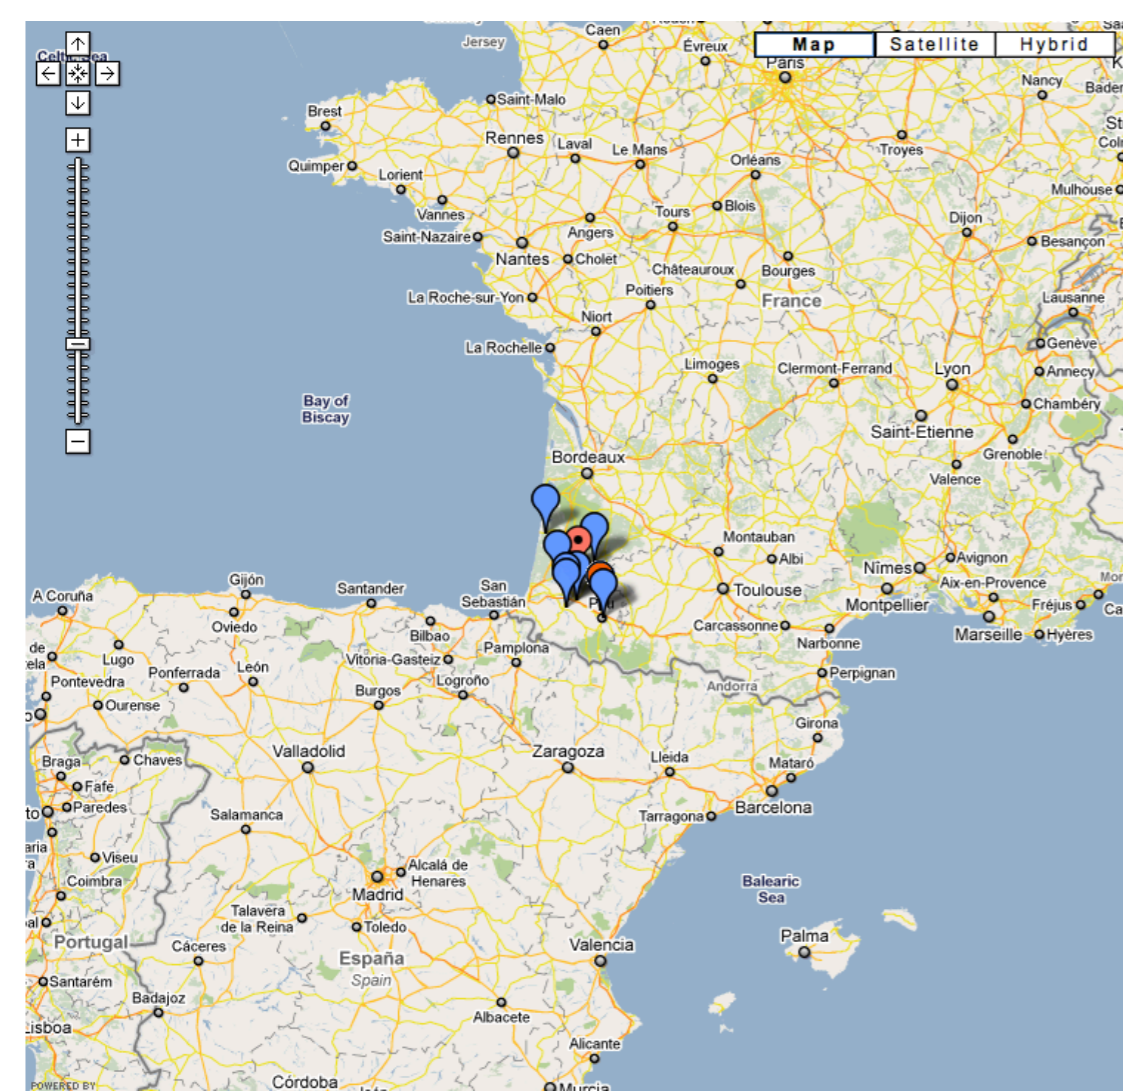 Caen
Jersey
Évreux
Map
Satellite
Hybrid
Paris
Nancy
Saint-Malo
Brest
Rennes
Laval
Le Mans
Troyes
Orléans
Quimper
Lorient
Mulhouse
Vannes
Blois
Tours
Dijon
Saint-Nazaire
Angers
Besançon
Nantes
Cholet
Châteauroux
Bourges
Poitiers
La Roche-sur-Yon
France
Lausanne
Niort
La Rochelle
Genève
Limoges
Clermont-Ferrand
Lyon
Annecy
Bay of
Biscay
Chambéry
Saint-Etienne
Bordeaux
Grenoble
Valence
Montauban
Albi
Avignon
Nîmes
Gijón
Santander
San
Sebastián
A Coruña
Toulouse
Aix-en-Provence
Montpellier
Fréjus
Oviedo
Bilbao
Carcassonne
Marseille
Hyères
Narbonne
de
Lugo
Pamplona
tela
León
Vitoria-Gasteiz
Ponferrada
Perpignan
Pontevedra
Logroño
Burgos
Andorra
Ourense
Girona
Valladolid
Zaragoza
Lleida
Braga
Chaves
Mataró
Fafe
Paredes
Barcelona
to
Salamanca
Tarragona
aria
Viseu
Alcalá de
Henares
Coimbra
Balearic
Sea
Madrid
Talavera
de la Reina
Toledo
Palma
Portugal
Cáceres
Valencia
España
Spain
Santarém
Badajoz
Albacete
Lisboa
Alicante
Córdoba
POWERED BY
Murcia